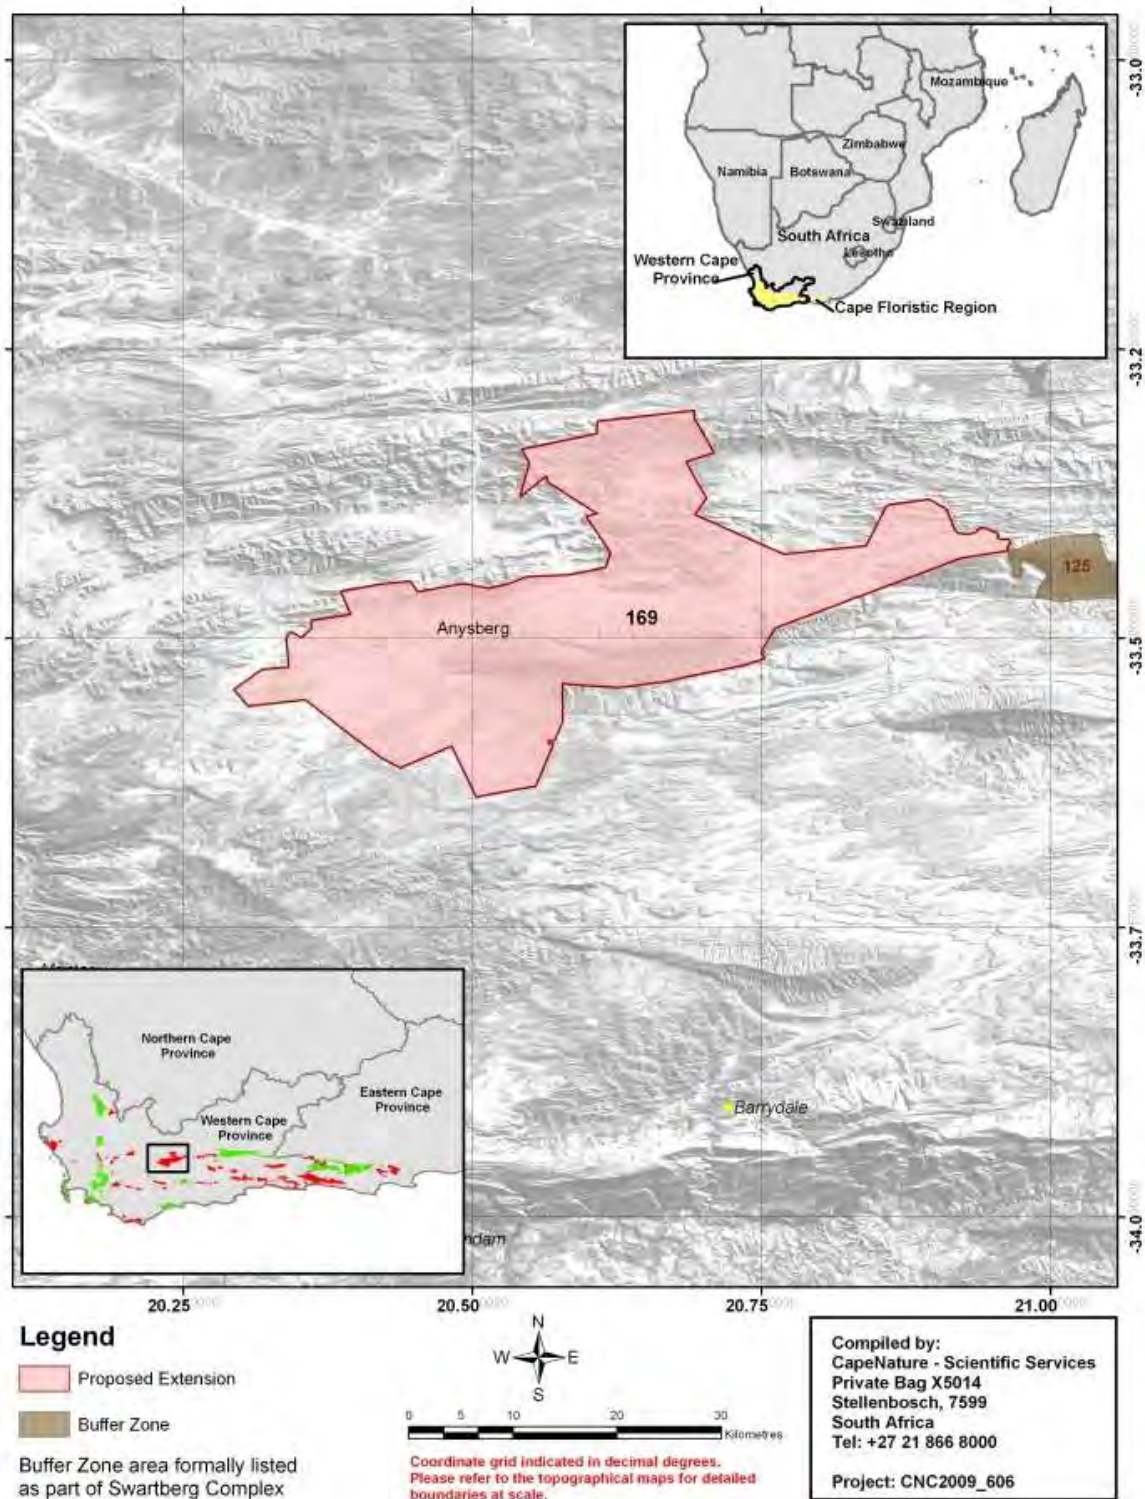 Mozambique
Zimbabwe
Namibia
Botswana
Swaziland
South Africa
Lesotho
Western Cape
Province
Cape Floristic Region
-33.0
-33.2
-33.5
-33.7
-34.0
125
169
Anysberg
Northern Cape
Province
Eastern Cape
Province
Western Cape
Province
Barrydale
ndam
20.25
20.50
20.75
21.00
Legend
Proposed Extension
Buffer Zone
Buffer Zone area formally listed
as part of Swartberg Complex
N
W E
S
0 5 10 20 30
Kilometres
Coordinate grid indicated in decimal degrees.
Please refer to the topographical maps for detailed
boundaries at scale.
Compiled by:
CapeNature - Scientific Services
Private Bag X5014
Stellenbosch, 7599
South Africa
Tel: +27 21 866 8000
Project: CNC2009_606